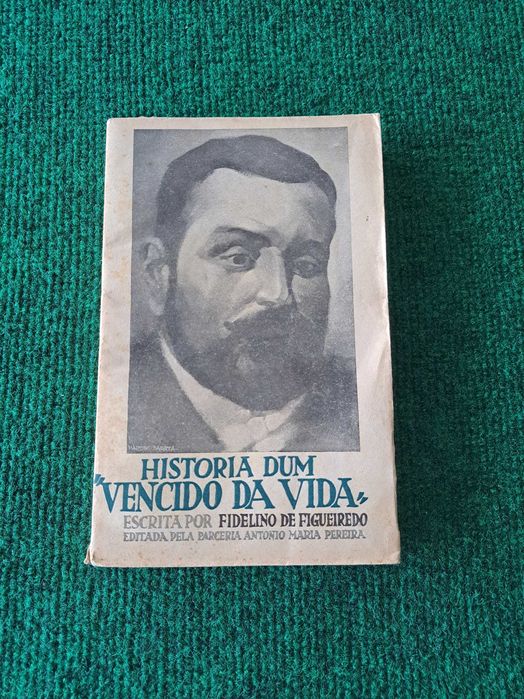 HISTORIA DUM
"VENCIDO DA VIDA"
ESCRITA POR FIDELINO DE FIGUEIREDO
EDITADA PELA PARCERIA ANTONIO MARIA PEREIRA